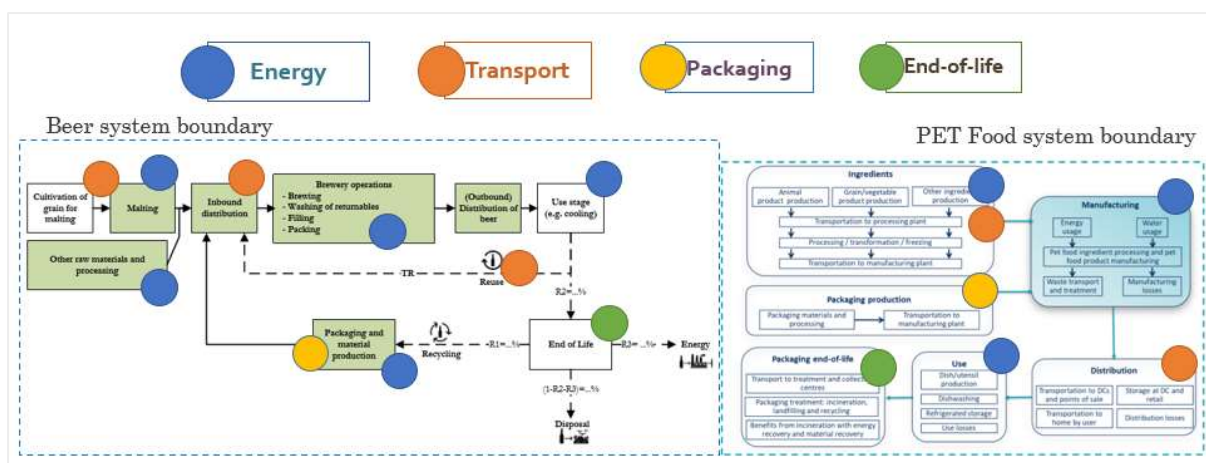 Energy
Transport
Packaging
End-of-life
Beer system boundary
Cultivation of
grain for
malting
Malting
Inbound
distribution
Brewery operations
- Brewing
- Washing of returnables
- Filling
- Packing
(Outbound)
Distribution of
beer
Use stage
(e.g. cooling)
Other raw materials and
processing
TR
Reuse
R2=...%
Packaging and
material
production
Recycling
R1=...%
End of Life
R3=...%
Energy
(1-R2-R3)=...%
Disposal
PET Food system boundary
Ingredients
Animal
product production
Grain/vegetable
product production
Other ingredient
production
Transportation to processing plant
Processing / transformation / freezing
Transportation to manufacturing plant
Manufacturing
Energy
usage
Water
usage
Pet food ingredient processing and pet
food product manufacturing
Waste transport
and treatment
Manufacturing
losses
Packaging production
Packaging materials and
processing
Transportation to
manufacturing plant
Packaging end-of-life
Transport to treatment and collection
centres
Packaging treatment: incineration,
landfilling and recycling
Benefits from incineration with energy
recovery and material recovery
Use
Dish/utensil
production
Dishwashing
Refrigerated storage
Use losses
Distribution
Transportation to DCs
and points of sale
Storage at DC and
retail
Transportation to
home by user
Distribution losses